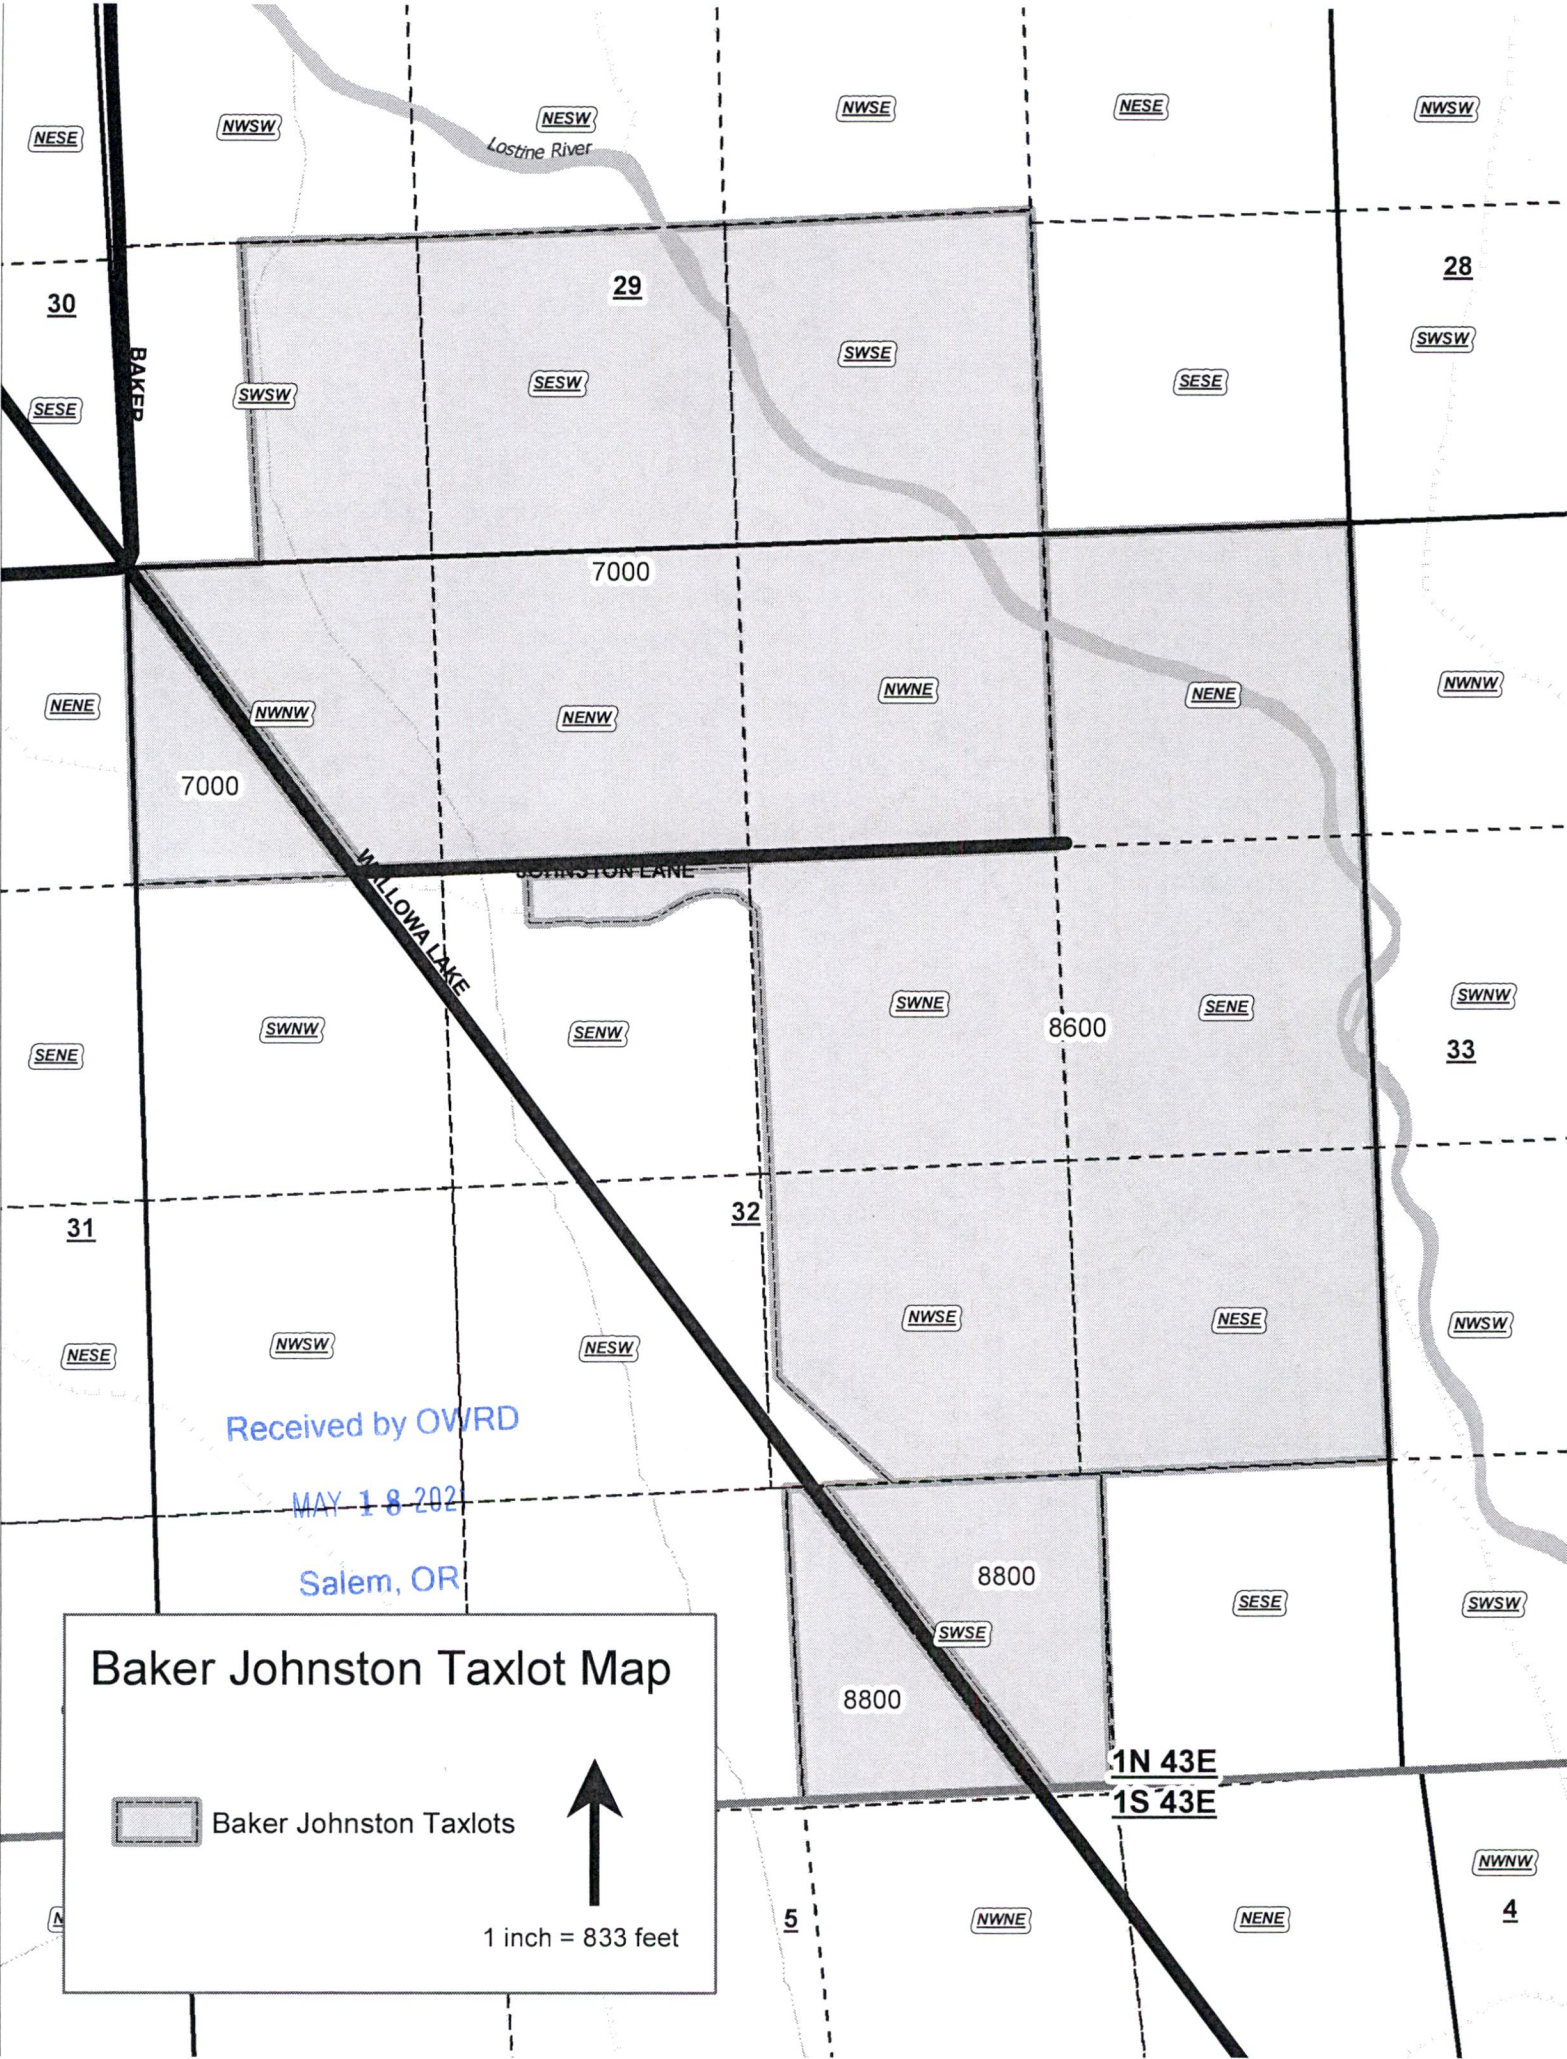 NESE
NWSW
NESW
NWSE
NESE
NWSW
Lostine River
30
29
28
BAKER
SESE
SWSW
SESW
SWSE
SESE
SWSW
7000
NENE
NWNW
NENW
NWNE
NENE
NWNW
7000
JOHNSTON LANE
WALLOWA LAKE
SENE
SWNW
SENW
SWNE
8600
SENE
SWNW
33
31
32
NESE
NWSW
NESW
NWSE
NESE
NWSW
Received by OWRD
MAY 18 202
Salem, OR
8800
SWSE
SESE
SWSW
8800
Baker Johnston Taxlot Map
Baker Johnston Taxlots
1 inch = 833 feet
1N 43E
1S 43E
5
NWNE
NENE
NWNW
4